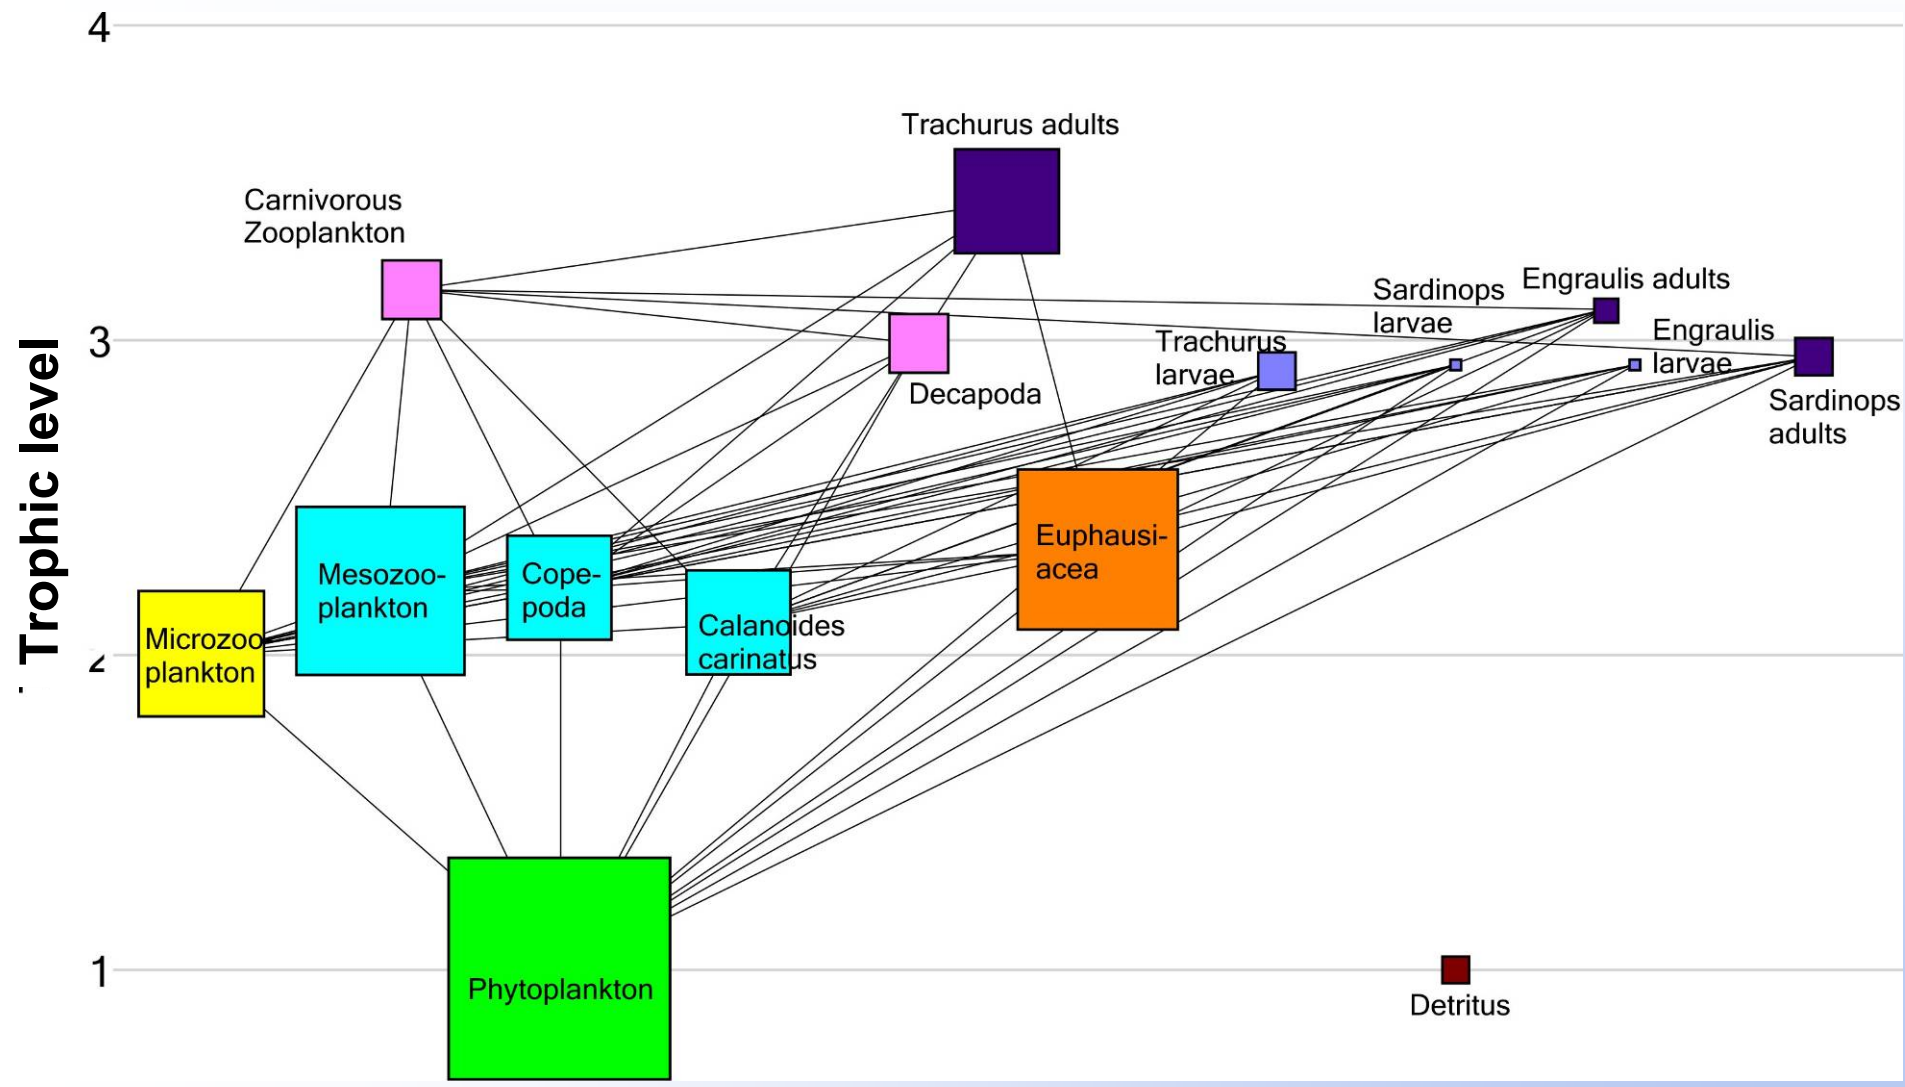 4
Trachurus adults
Carnivorous
Zooplankton
Sardinops
larvae
Engraulis adults
3
Trachurus
larvae
Engraulis
larvae
Decapoda
Sardinops
adults
Trophic level
Mesozoo-
plankton
Cope-
poda
Euphausi-
acea
Microzoo
plankton
Calanoides
carinatus
2
1
Phytoplankton
Detritus